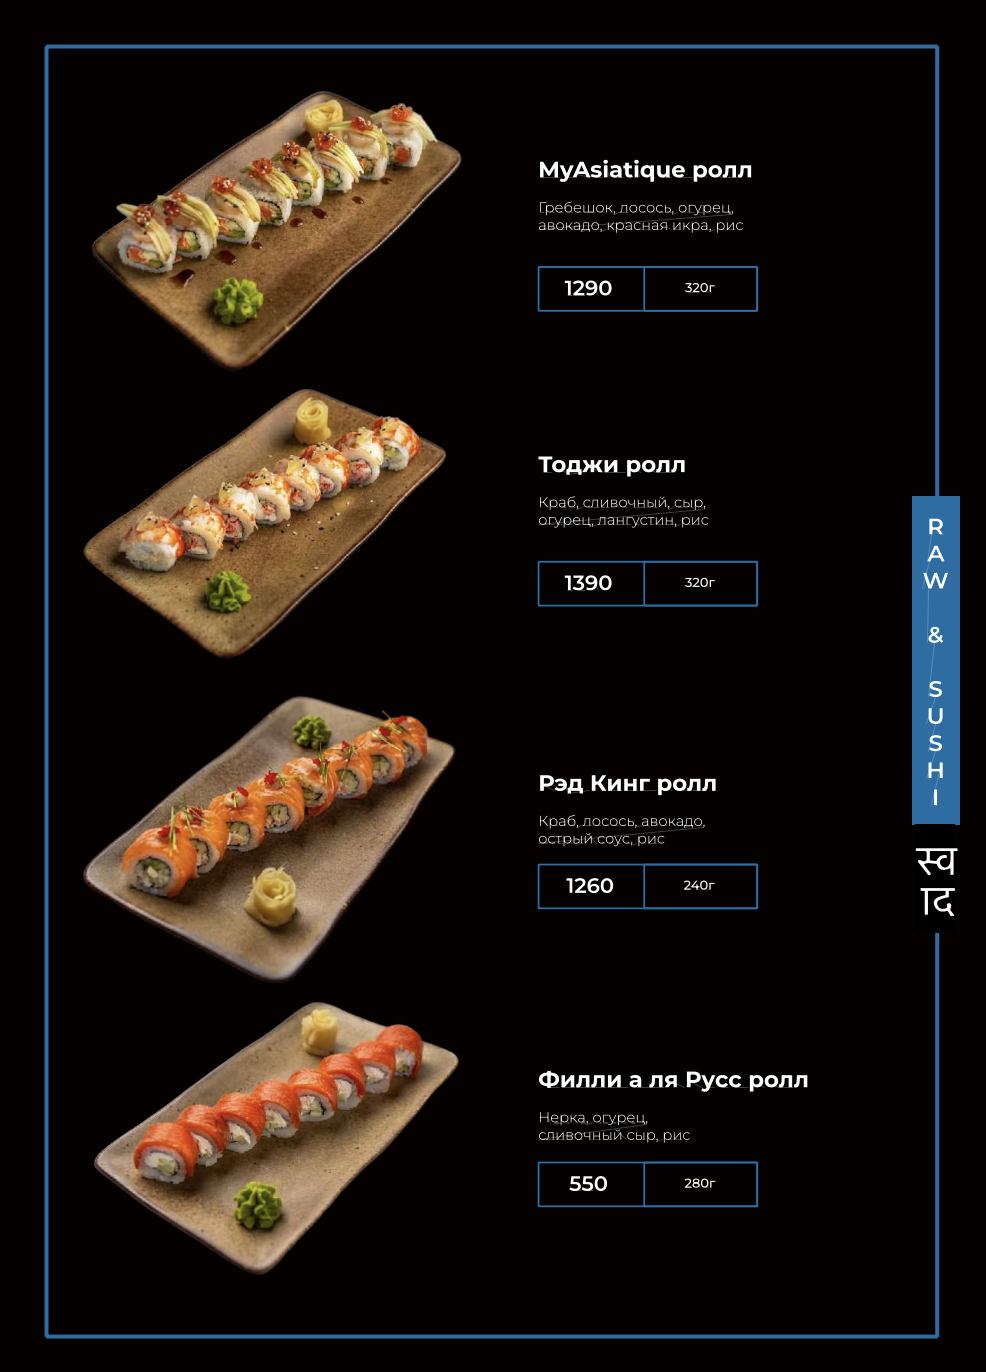 MyAsiatique ролл
Гребешок, лосось, огурец,
авокадо, красная икра, рис
1290
320г
Тоджи ролл
Краб, сливочный, сыр,
огурец, лангустин, рис
1390
320г
Рэд Кинг ролл
Краб, лосось, авокадо,
острый соус, рис
1260
240г
Филли а ля Русс ролл
Нерка, огурец,
сливочный сыр, рис
550
280г
RAW & SUSHI
स्व
ाद